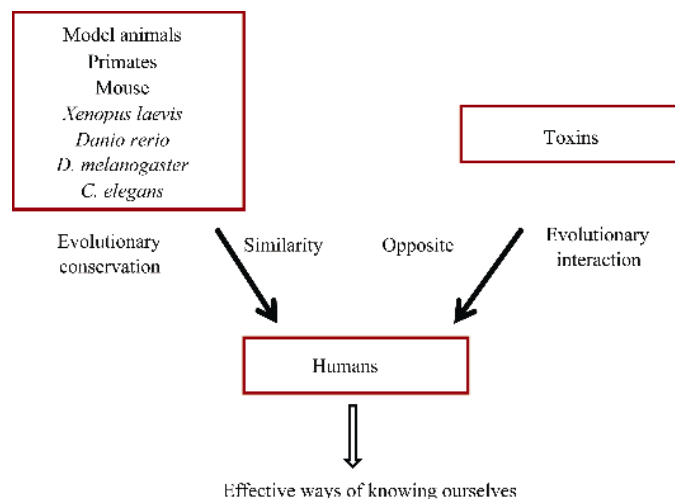 Model animals
Primates
Mouse
Xenopus laevis
Danio rerio
D. melanogaster
C. elegans
Toxins
Evolutionary
conservation
Similarity
Opposite
Evolutionary
interaction
Humans
Effective ways of knowing ourselves